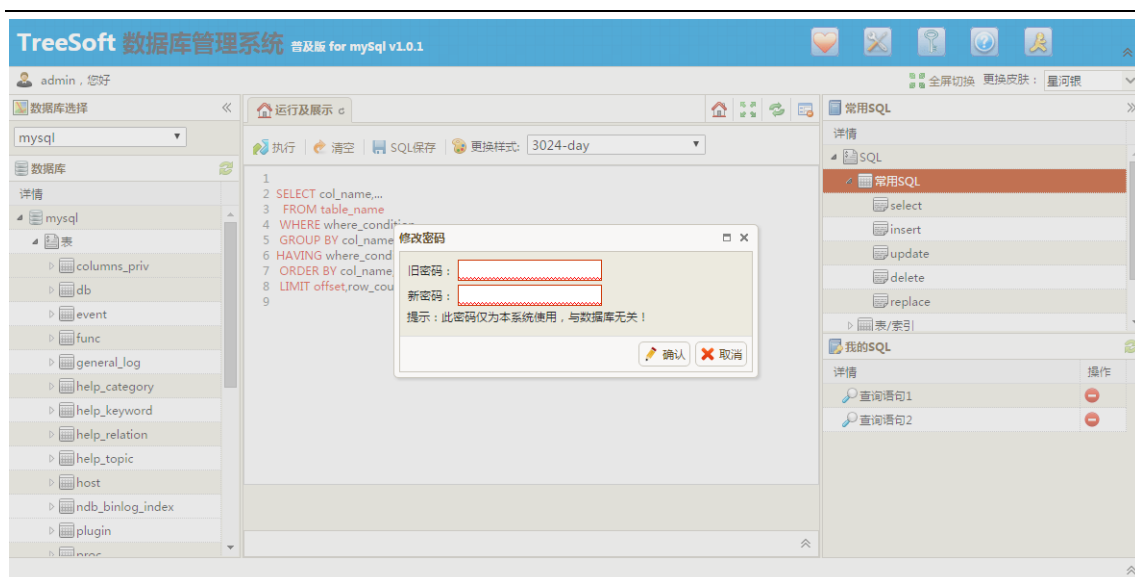 TreeSoft 数据库管理系统 普及版 for mySql v1.0.1
admin，您好
全屏切换 更换皮肤： 星河银
数据库选择
mysql
数据库
详情
mysql
表
columns_priv
db
event
func
general_log
help_category
help_keyword
help_relation
help_topic
host
ndb_binlog_index
plugin
proc
运行及展示
执行 清空 SQL保存 更换样式: 3024-day
1
2 SELECT col_name,...
3 FROM table_name
4 WHERE where_condition
5 GROUP BY col_name
6 HAVING where_cond
7 ORDER BY col_name
8 LIMIT offset,row_cou
9
修改密码
旧密码：
新密码：
提示：此密码仅为本系统使用，与数据库无关！
确认 取消
常用SQL
详情
SQL
常用SQL
select
insert
update
delete
replace
表/索引
我的SQL
详情 操作
查询语句1
查询语句2